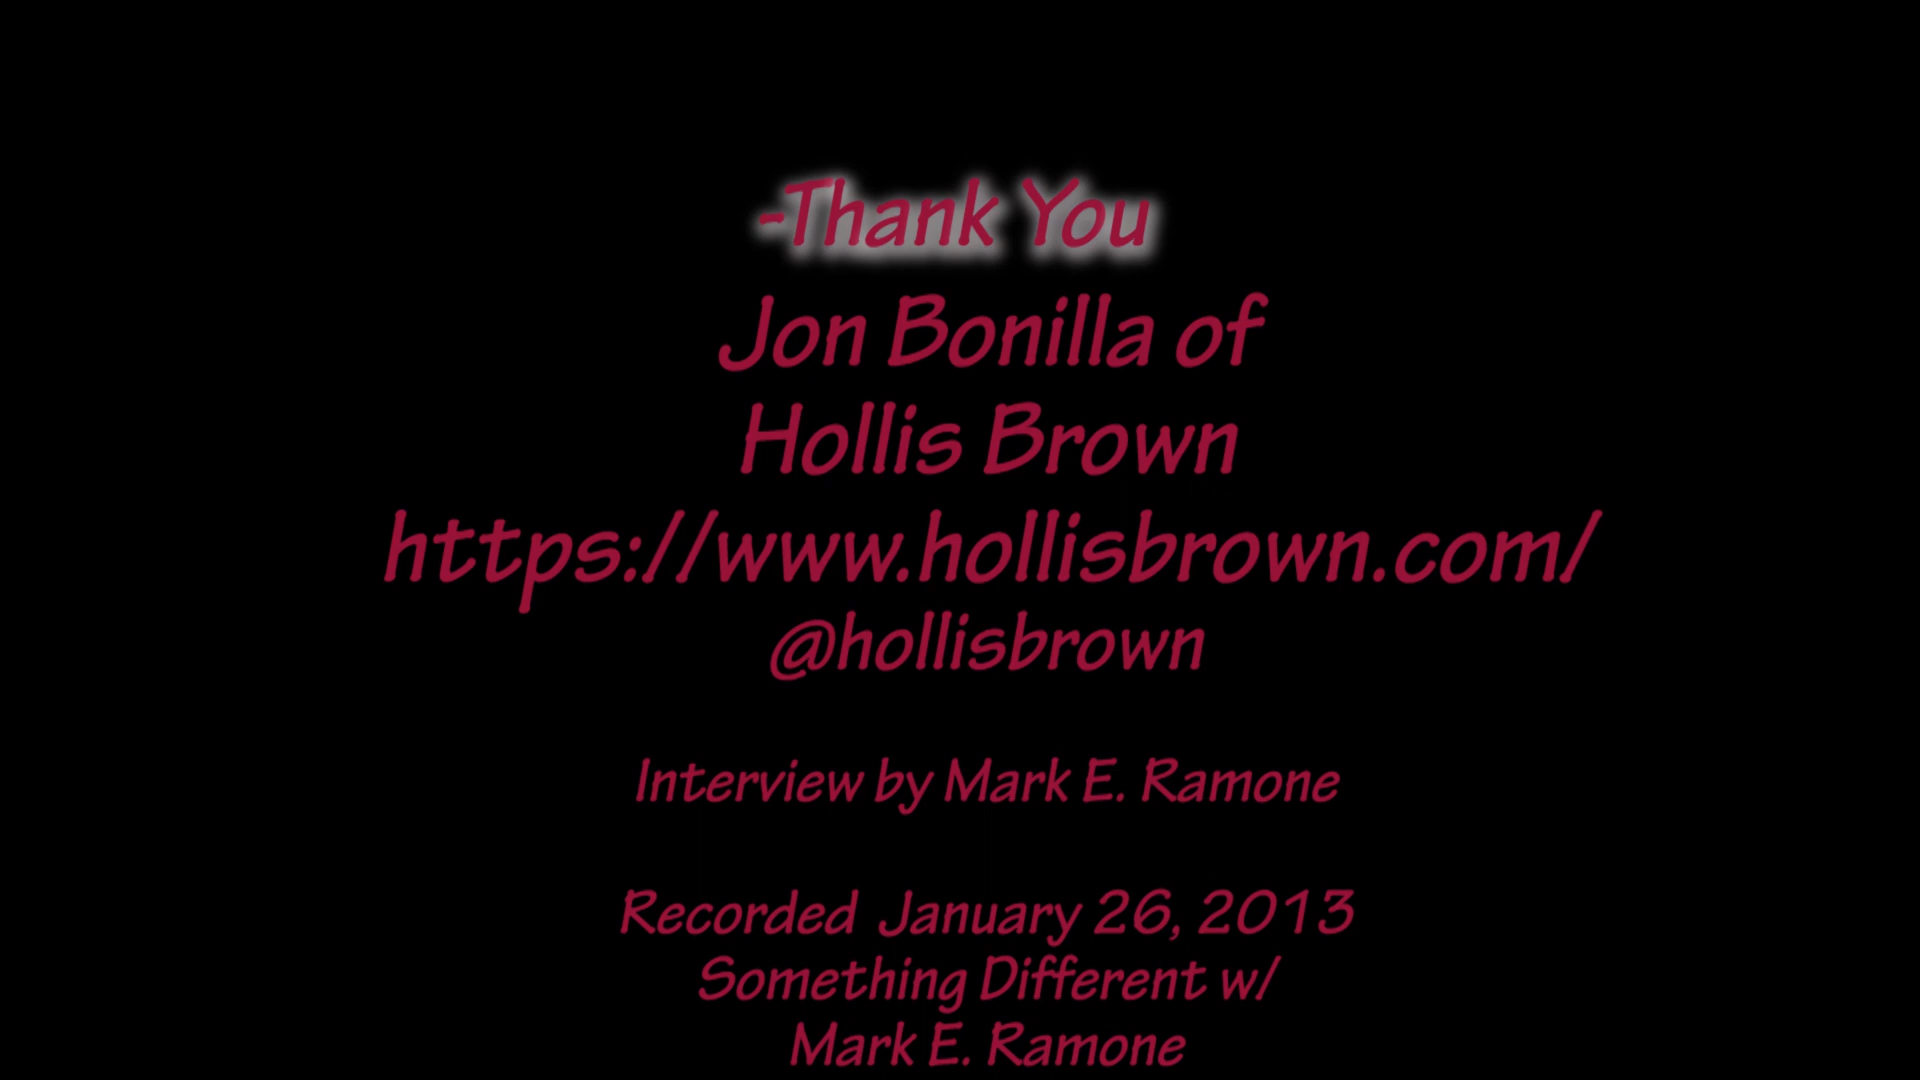 -Thank You
Jon Bonilla of
Hollis Brown
https://www.hollisbrown.com/
@hollisbrown
Interview by Mark E. Ramone
Recorded  January 26, 2013
Something Different w/
Mark E. Ramone